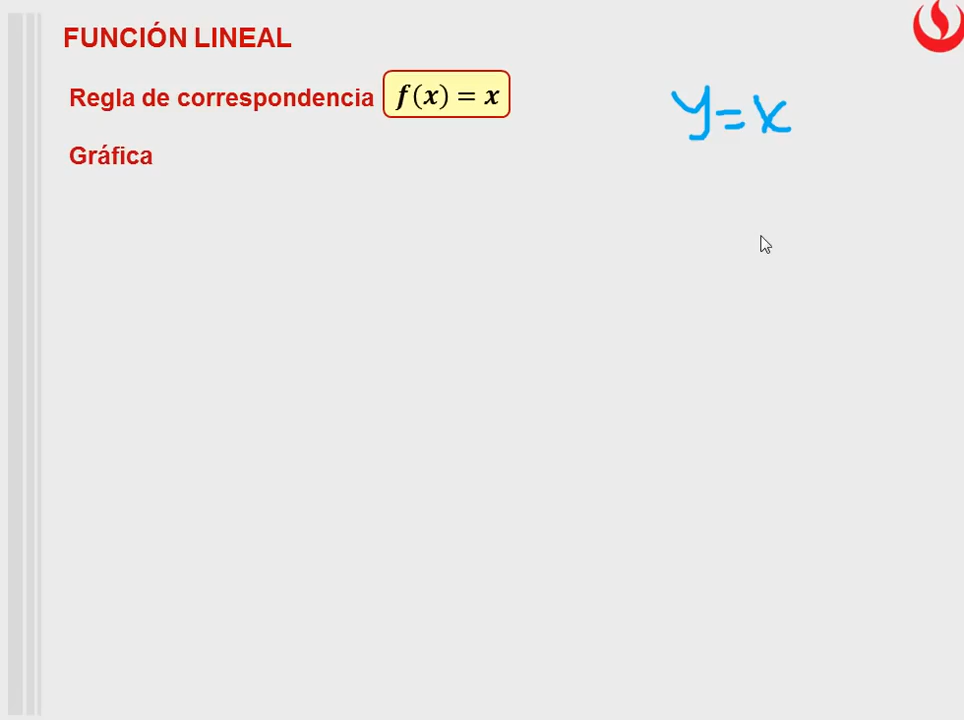 FUNCIÓN LINEAL
Regla de correspondencia f(x) = x
y = x
Gráfica